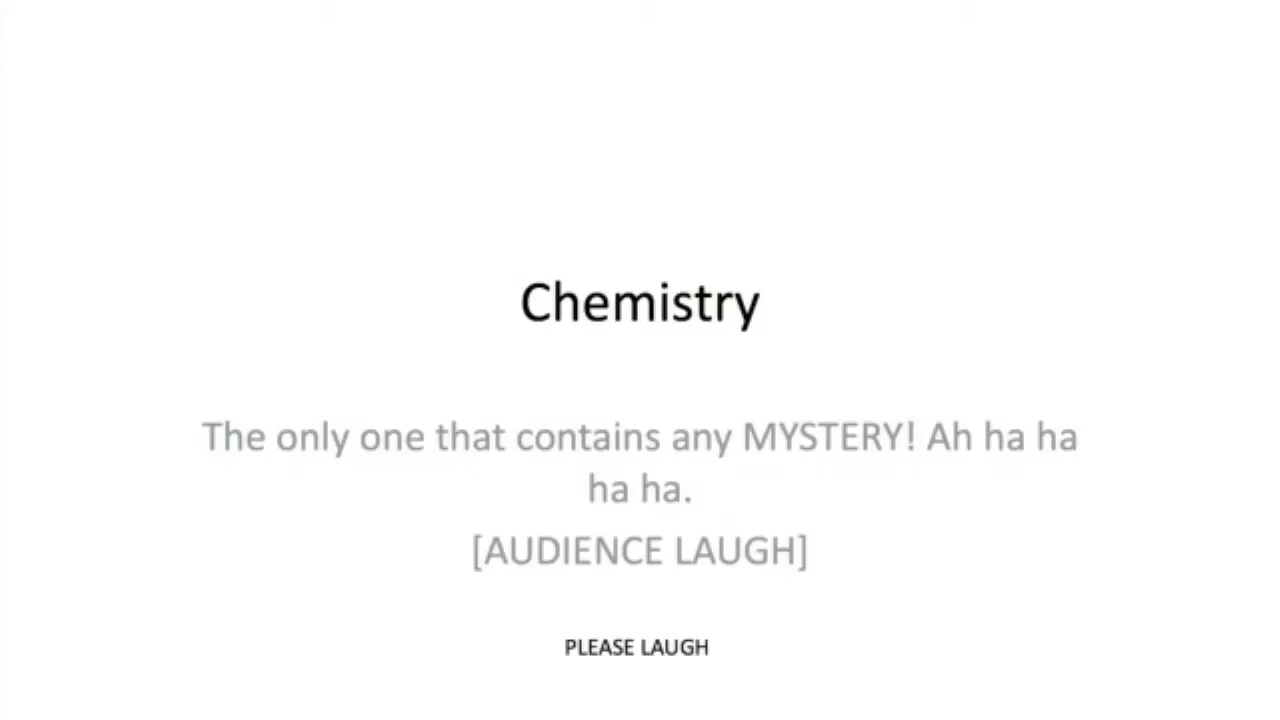 Chemistry
The only one that contains any MYSTERY! Ah ha ha
ha ha.
[AUDIENCE LAUGH]
PLEASE LAUGH